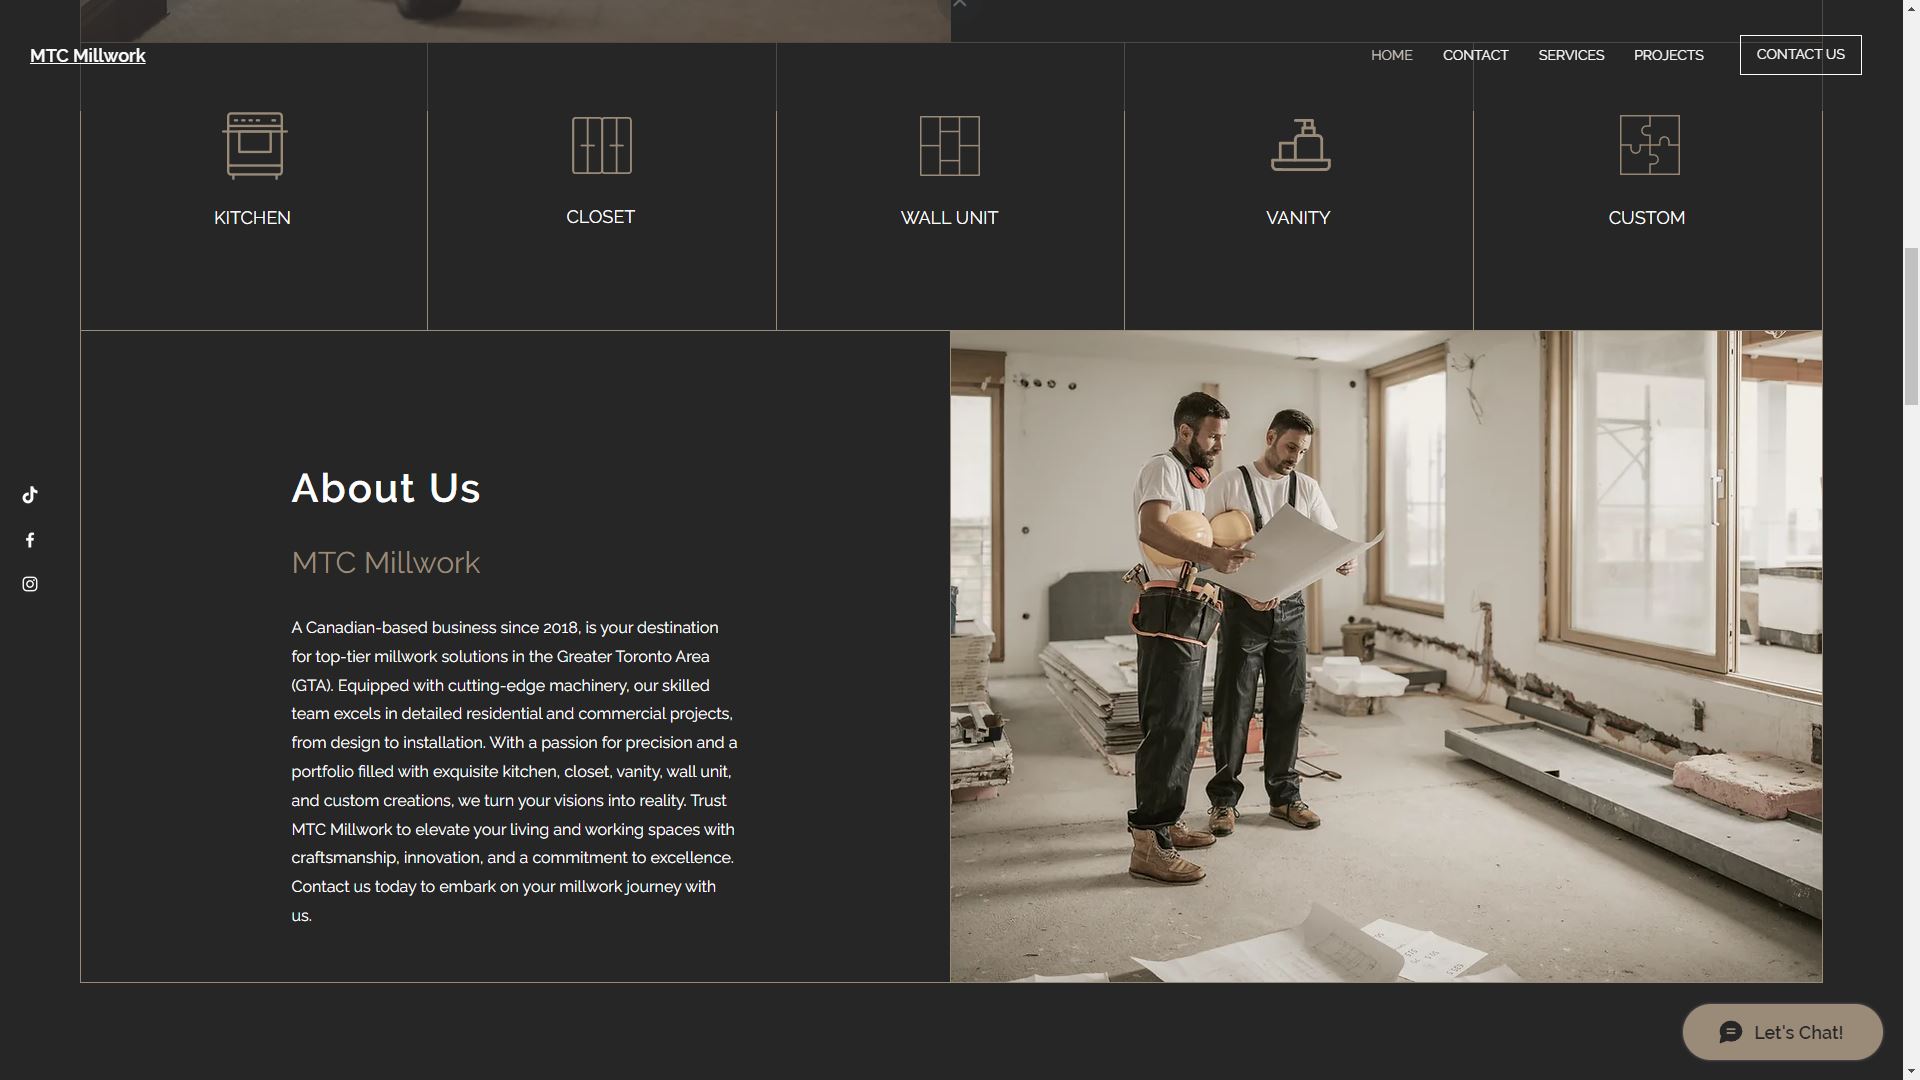 MTC Millwork
HOME
CONTACT
SERVICES
PROJECTS
CONTACT US
KITCHEN
CLOSET
WALL UNIT
VANITY
CUSTOM
About Us
MTC Millwork
A Canadian-based business since 2018, is your destination
for top-tier millwork solutions in the Greater Toronto Area
(GTA). Equipped with cutting-edge machinery, our skilled
team excels in detailed residential and commercial projects,
from design to installation. With a passion for precision and a
portfolio filled with exquisite kitchen, closet, vanity, wall unit,
and custom creations, we turn your visions into reality. Trust
MTC Millwork to elevate your living and working spaces with
craftsmanship, innovation, and a commitment to excellence.
Contact us today to embark on your millwork journey with
us.
Let's Chat!